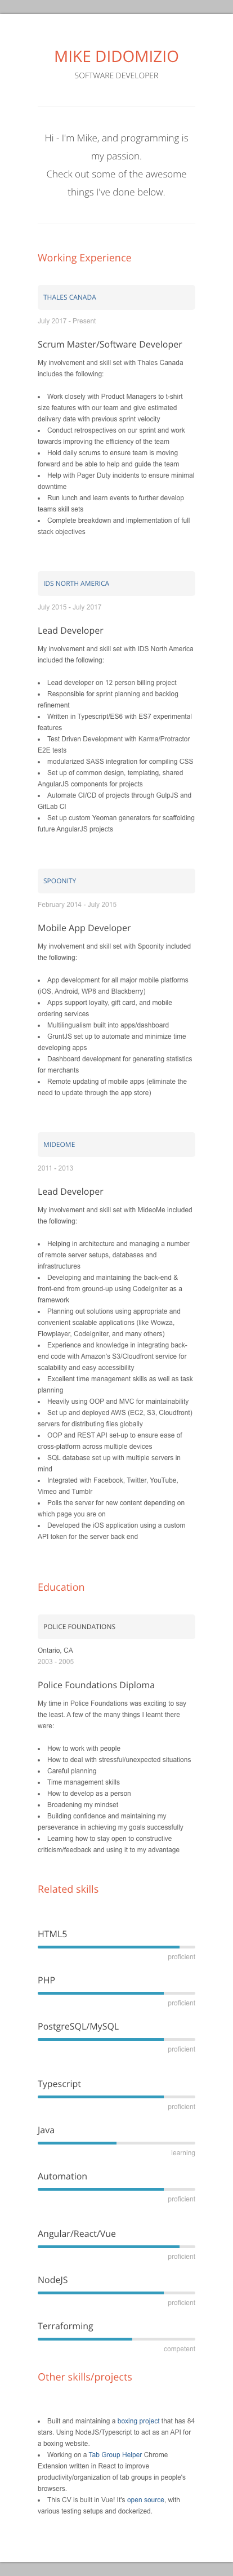 MIKE DIDOMIZIO
SOFTWARE DEVELOPER
Hi - I'm Mike, and programming is
my passion.
Check out some of the awesome
things I've done below.
Working Experience
THALES CANADA
July 2017 - Present
Scrum Master/Software Developer
My involvement and skill set with Thales Canada
includes the following:
• Work closely with Product Managers to t-shirt
size features with our team and give estimated
delivery date with previous sprint velocity
• Conduct retrospectives on our sprint and work
towards improving the efficiency of the team
• Hold daily scrums to ensure team is moving
forward and be able to help and guide the team
• Help with Pager Duty incidents to ensure minimal
downtime
• Run lunch and learn events to further develop
teams skill sets
• Complete breakdown and implementation of full
stack objectives
IDS NORTH AMERICA
July 2015 - July 2017
Lead Developer
My involvement and skill set with IDS North America
included the following:
• Lead developer on 12 person billing project
• Responsible for sprint planning and backlog
refinement
• Written in Typescript/ES6 with ES7 experimental
features
• Test Driven Development with Karma/Protractor
E2E tests
• modularized SASS integration for compiling CSS
• Set up of common design, templating, shared
AngularJS components for projects
• Automate CI/CD of projects through GulpJS and
GitLab CI
• Set up custom Yeoman generators for scaffolding
future AngularJS projects
SPOONITY
February 2014 - July 2015
Mobile App Developer
My involvement and skill set with Spoonity included
the following:
• App development for all major mobile platforms
(iOS, Android, WP8 and Blackberry)
• Apps support loyalty, gift card, and mobile
ordering services
• Multilingualism built into apps/dashboard
• GruntJS set up to automate and minimize time
developing apps
• Dashboard development for generating statistics
for merchants
• Remote updating of mobile apps (eliminate the
need to update through the app store)
MIDEOME
2011 - 2013
Lead Developer
My involvement and skill set with MideoMe included
the following:
• Helping in architecture and managing a number
of remote server setups, databases and
infrastructures
• Developing and maintaining the back-end &
front-end from ground-up using CodeIgniter as a
framework
• Planning out solutions using appropriate and
convenient scalable applications (like Wowza,
Flowplayer, CodeIgniter, and many others)
• Experience and knowledge in integrating back-
end code with Amazon's S3/Cloudfront service for
scalability and easy accessibility
• Excellent time management skills as well as task
planning
• Heavily using OOP and MVC for maintainability
• Set up and deployed AWS (EC2, S3, Cloudfront)
servers for distributing files globally
• OOP and REST API set-up to ensure ease of
cross-platform across multiple devices
• SQL database set up with multiple servers in
mind
• Integrated with Facebook, Twitter, YouTube,
Vimeo and Tumblr
• Polls the server for new content depending on
which page you are on
• Developed the iOS application using a custom
API token for the server back end
Education
POLICE FOUNDATIONS
Ontario, CA
2003 - 2005
Police Foundations Diploma
My time in Police Foundations was exciting to say
the least. A few of the many things I learnt there
were:
• How to work with people
• How to deal with stressful/unexpected situations
• Careful planning
• Time management skills
• How to develop as a person
• Broadening my mindset
• Building confidence and maintaining my
perseverance in achieving my goals successfully
• Learning how to stay open to constructive
criticism/feedback and using it to my advantage
Related skills
HTML5
proficient
PHP
proficient
PostgreSQL/MySQL
proficient
Typescript
proficient
Java
learning
Automation
proficient
Angular/React/Vue
proficient
NodeJS
proficient
Terraforming
competent
Other skills/projects
• Built and maintaining a boxing project that has 84
stars. Using NodeJS/Typescript to act as an API for
a boxing website.
• Working on a Tab Group Helper Chrome
Extension written in React to improve
productivity/organization of tab groups in people's
browsers.
• This CV is built in Vue! It's open source, with
various testing setups and dockerized.